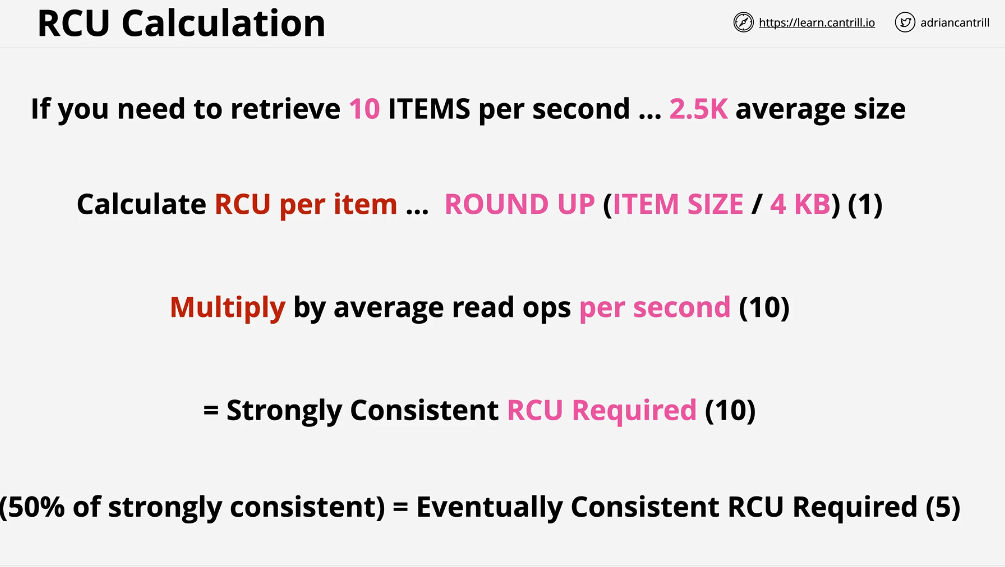 RCU Calculation
https://learn.cantrill.io
adriancantrill
If you need to retrieve 10 ITEMS per second ... 2.5K average size
Calculate RCU per item ... ROUND UP (ITEM SIZE / 4 KB) (1)
Multiply by average read ops per second (10)
= Strongly Consistent RCU Required (10)
(50% of strongly consistent) = Eventually Consistent RCU Required (5)